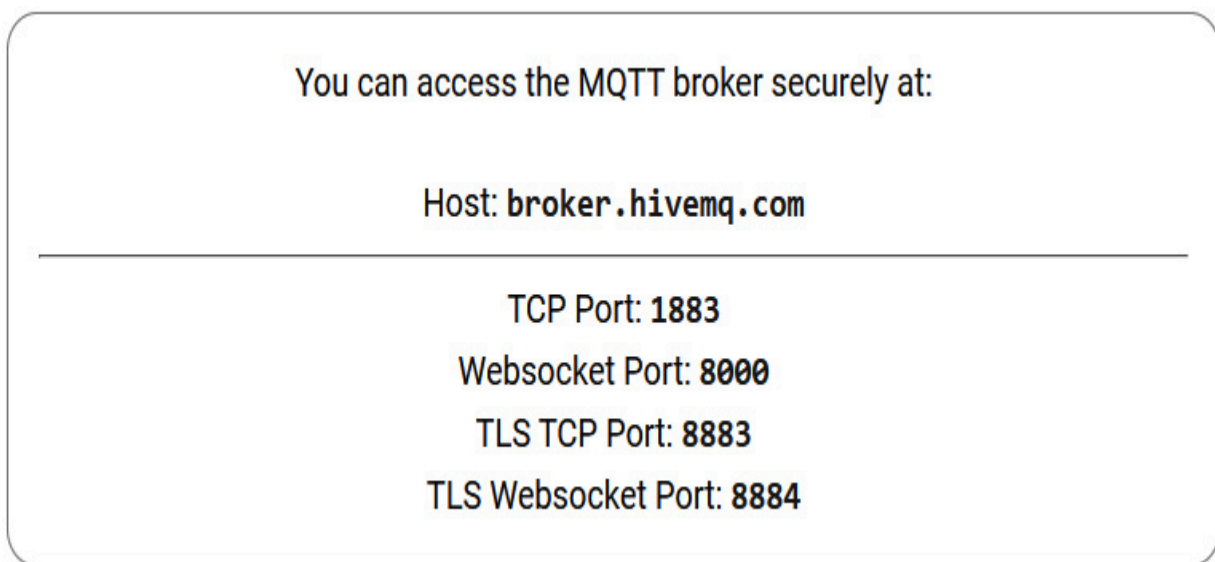 You can access the MQTT broker securely at:
Host: broker.hivemq.com
TCP Port: 1883
Websocket Port: 8000
TLS TCP Port: 8883
TLS Websocket Port: 8884